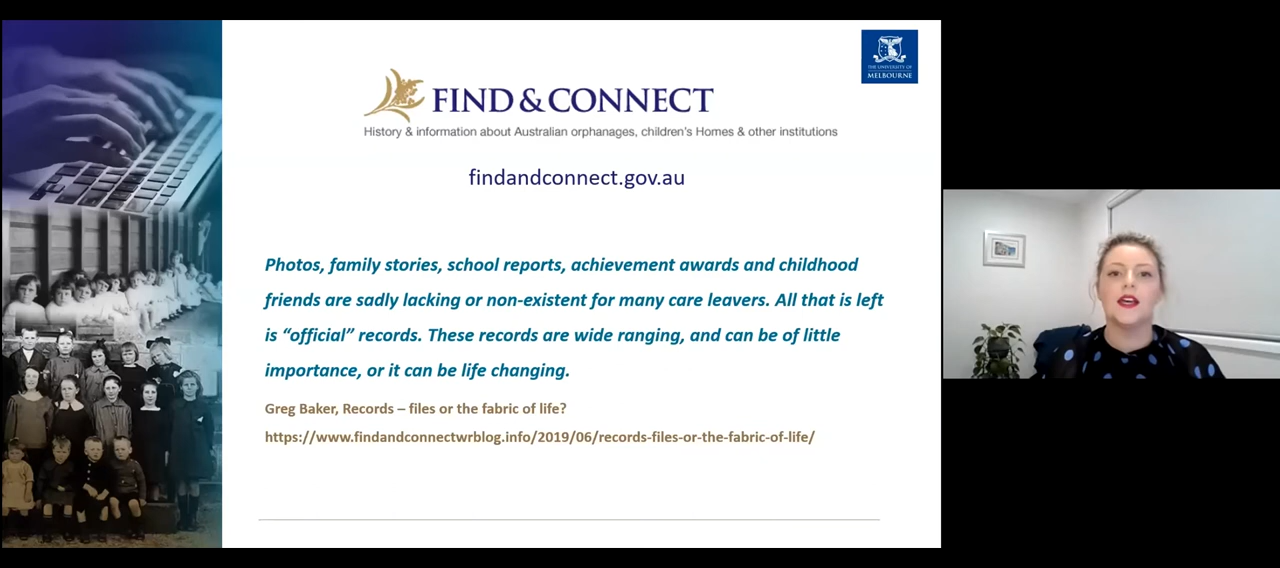 THE UNIVERSITY OF
MELBOURNE
FIND & CONNECT
History & information about Australian orphanages, children's Homes & other institutions
findandconnect.gov.au
Photos, family stories, school reports, achievement awards and childhood
friends are sadly lacking or non-existent for many care leavers. All that is left
is “official” records. These records are wide ranging, and can be of little
importance, or it can be life changing.
Greg Baker, Records – files or the fabric of life?
https://www.findandconnectwrblog.info/2019/06/records-files-or-the-fabric-of-life/